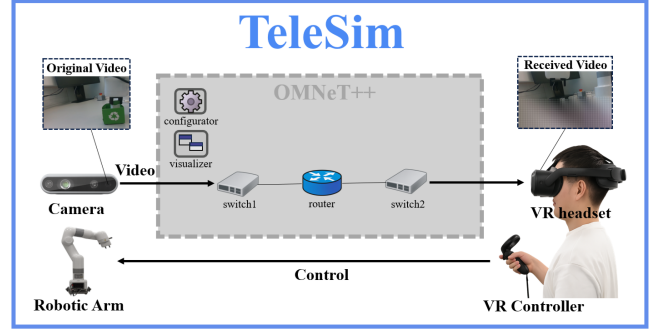 TeleSim
Original Video
Received Video
OMNeT++
configurator
visualizer
Video
switch1
router
switch2
Camera
VR headset
Control
Robotic Arm
VR Controller